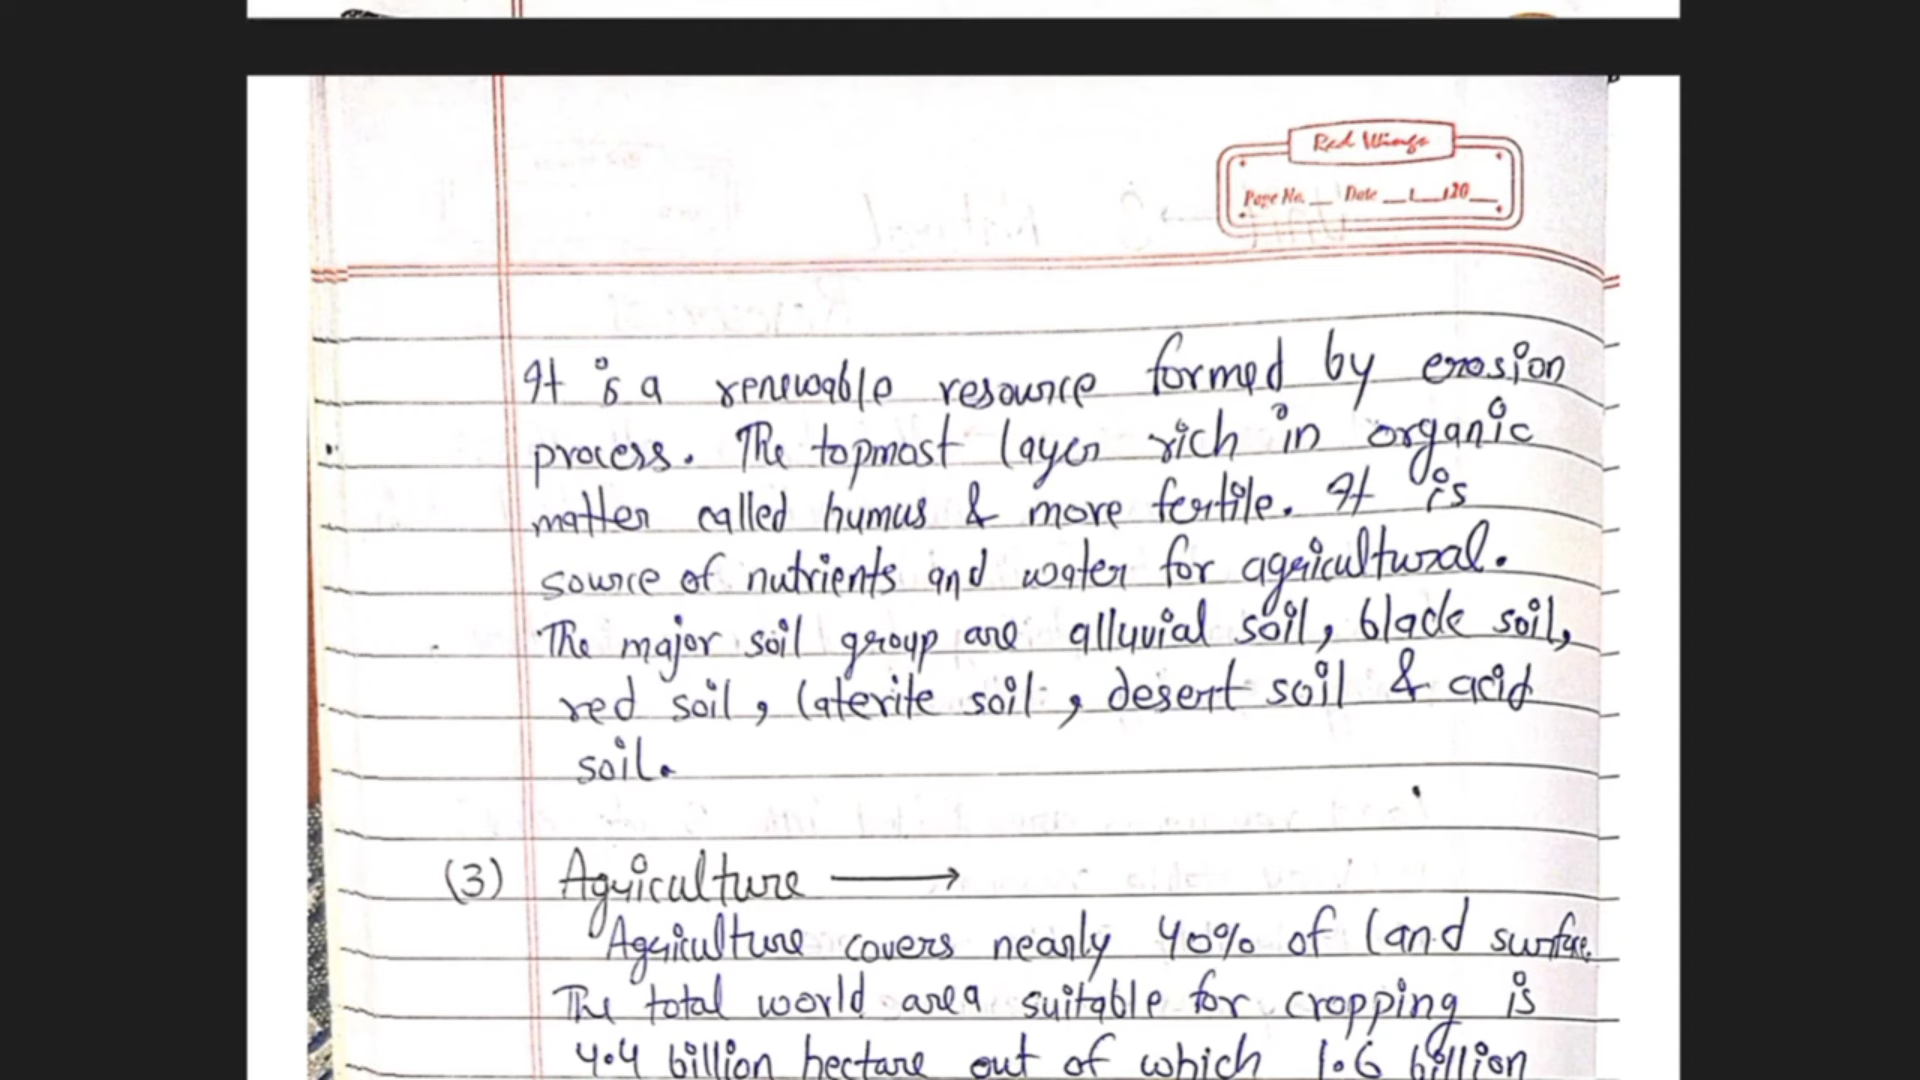 Red Wings
Page No. __ Date __/__/20__
It is a renewable resource formed by erosion
process. The topmost layer rich in organic
matter called humus & more fertile. It is
source of nutrients and water for agricultural.
The major soil group are alluvial soil, black soil,
red soil, laterite soil, desert soil & acid
soil.
(3) Agriculture ⟶
Agriculture covers nearly 40% of land surface.
The total world area suitable for cropping is
4.4 billion hectare out of which 1.6 billion